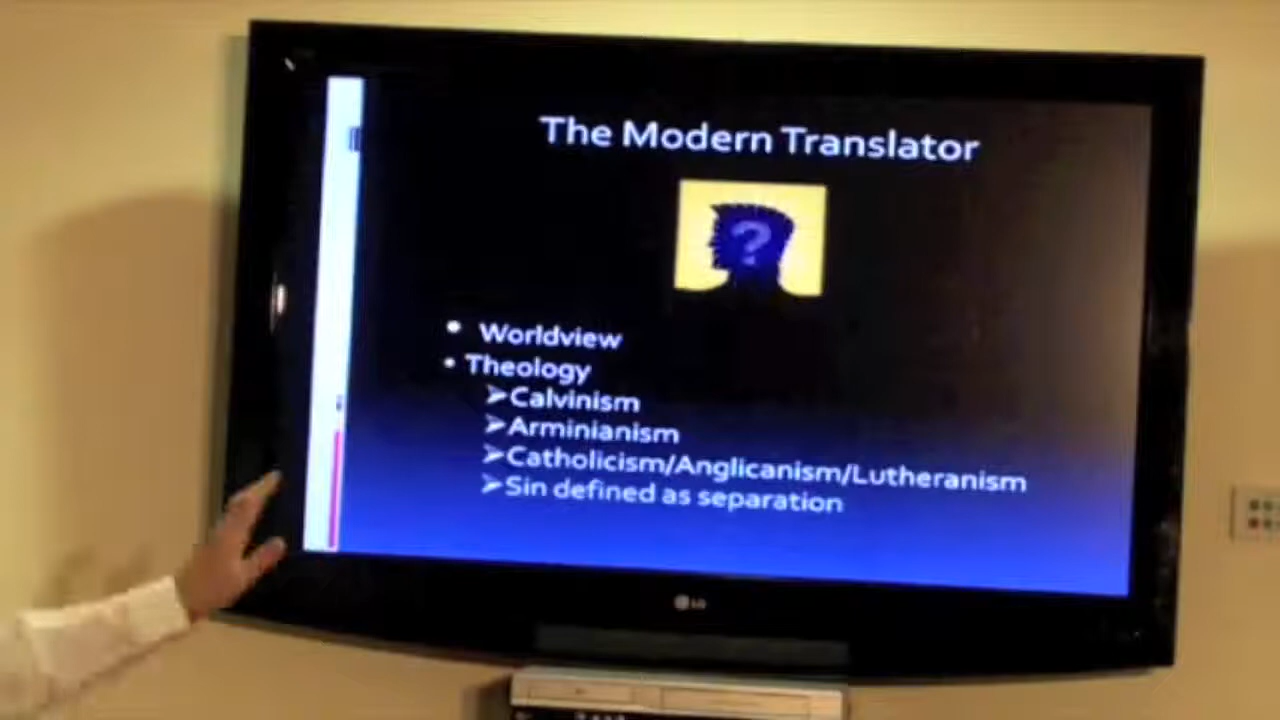 The Modern Translator
?
• Worldview
• Theology
➢Calvinism
➢Arminianism
➢Catholicism/Anglicanism/Lutheranism
➢Sin defined as separation
LG